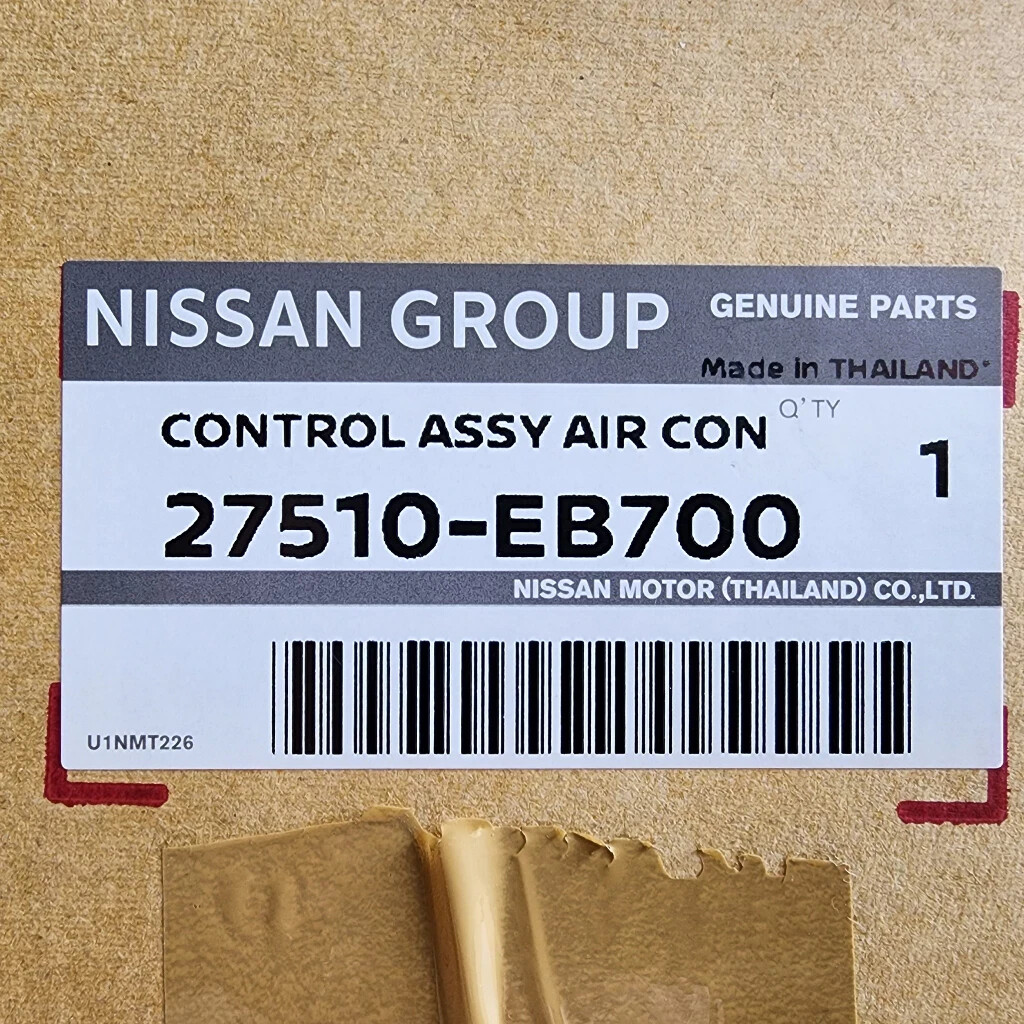 NISSAN GROUP GENUINE PARTS
Made in THAILAND*
CONTROL ASSY AIR CON Q'TY
1
27510-EB700
NISSAN MOTOR (THAILAND) CO.,LTD.
U1NMT226